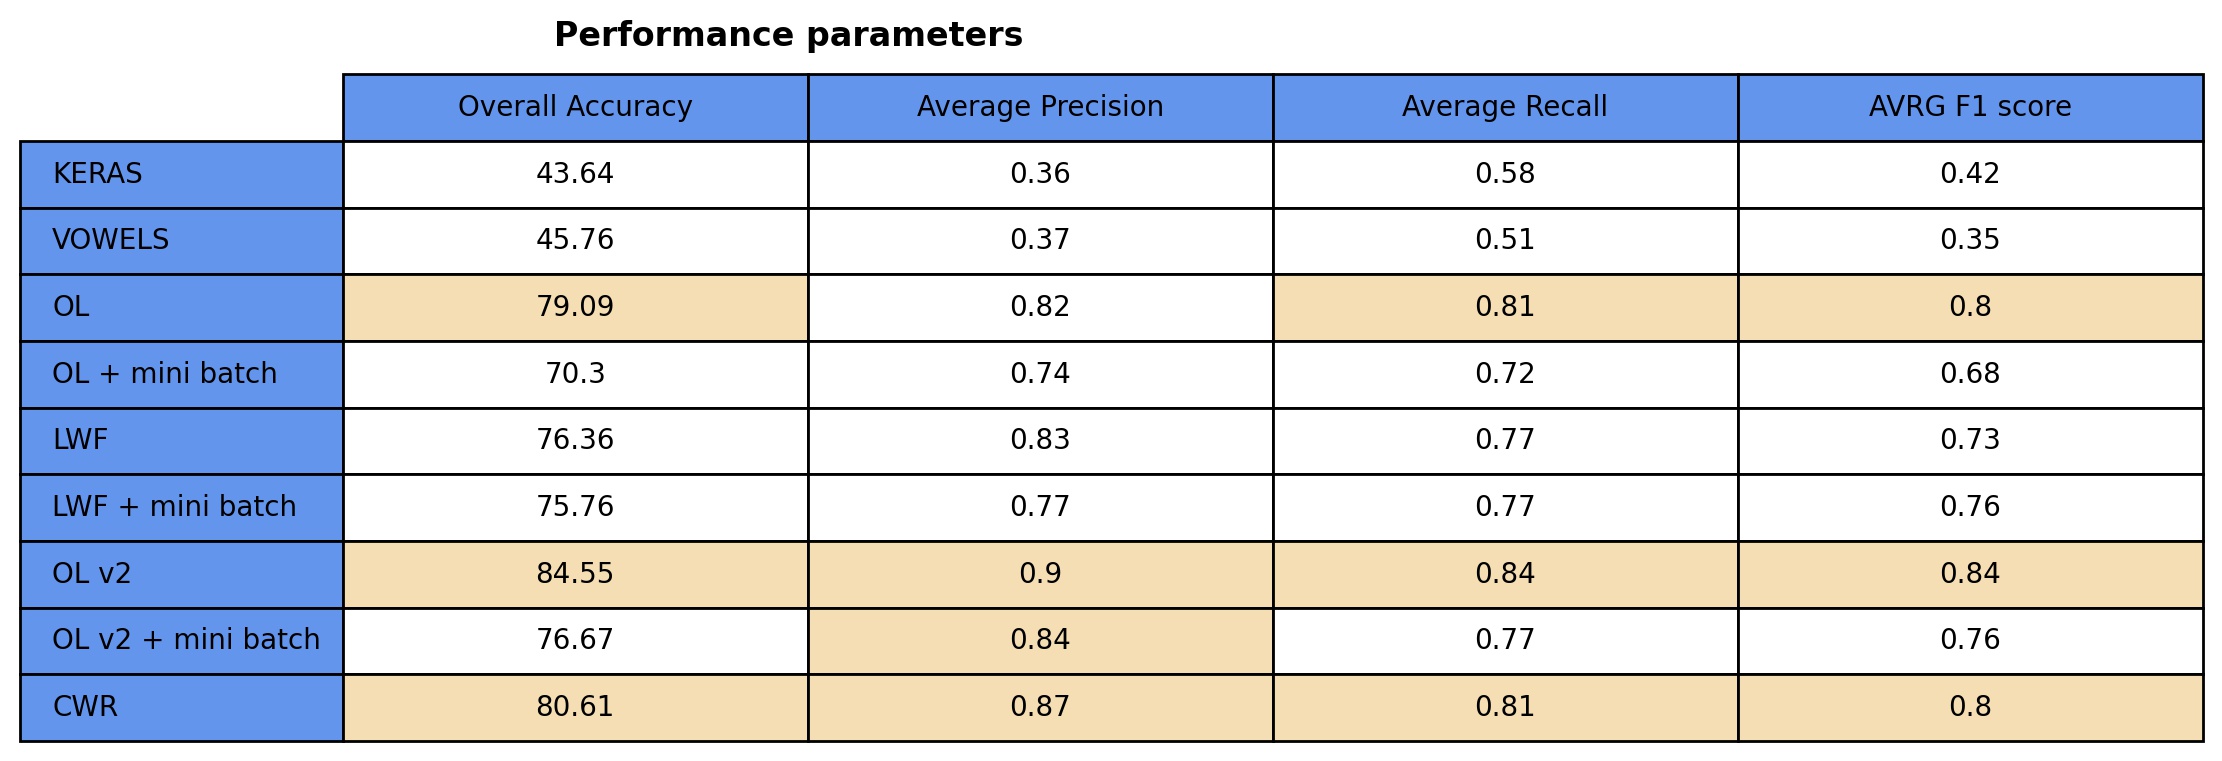 Performance parameters
Overall Accuracy Average Precision Average Recall AVRG F1 score
KERAS 43.64 0.36 0.58 0.42
VOWELS 45.76 0.37 0.51 0.35
OL 79.09 0.82 0.81 0.8
OL + mini batch 70.3 0.74 0.72 0.68
LWF 76.36 0.83 0.77 0.73
LWF + mini batch 75.76 0.77 0.77 0.76
OL v2 84.55 0.9 0.84 0.84
OL v2 + mini batch 76.67 0.84 0.77 0.76
CWR 80.61 0.87 0.81 0.8